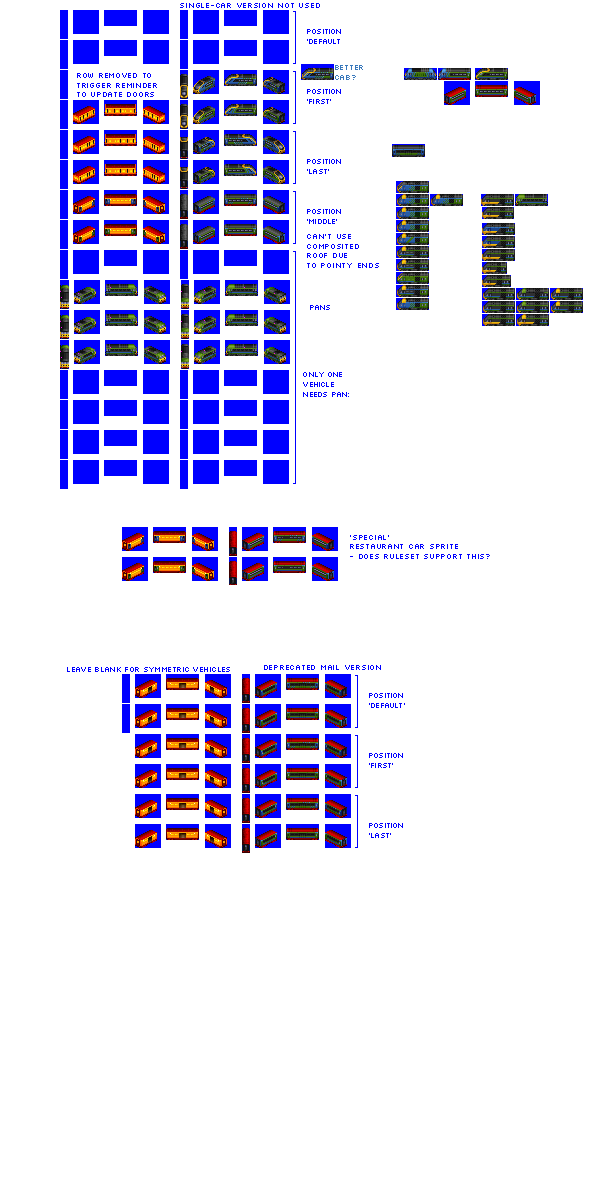 SINGLE-CAR VERSION NOT USED
POSITION
'DEFAULT
BETTER
CAB?
ROW REMOVED TO
TRIGGER REMINDER
TO UPDATE DOORS
POSITION
'FIRST'
POSITION
'LAST'
POSITION
'MIDDLE'
CAN'T USE
COMPOSITED
ROOF DUE
TO POINTY ENDS
PANS
ONLY ONE
VEHICLE
NEEDS PAN:
'SPECIAL'
RESTAURANT CAR SPRITE
- DOES RULESET SUPPORT THIS?
LEAVE BLANK FOR SYMMETRIC VEHICLES
DEPRECATED MAIL VERSION
POSITION
'DEFAULT'
POSITION
'FIRST'
POSITION
'LAST'